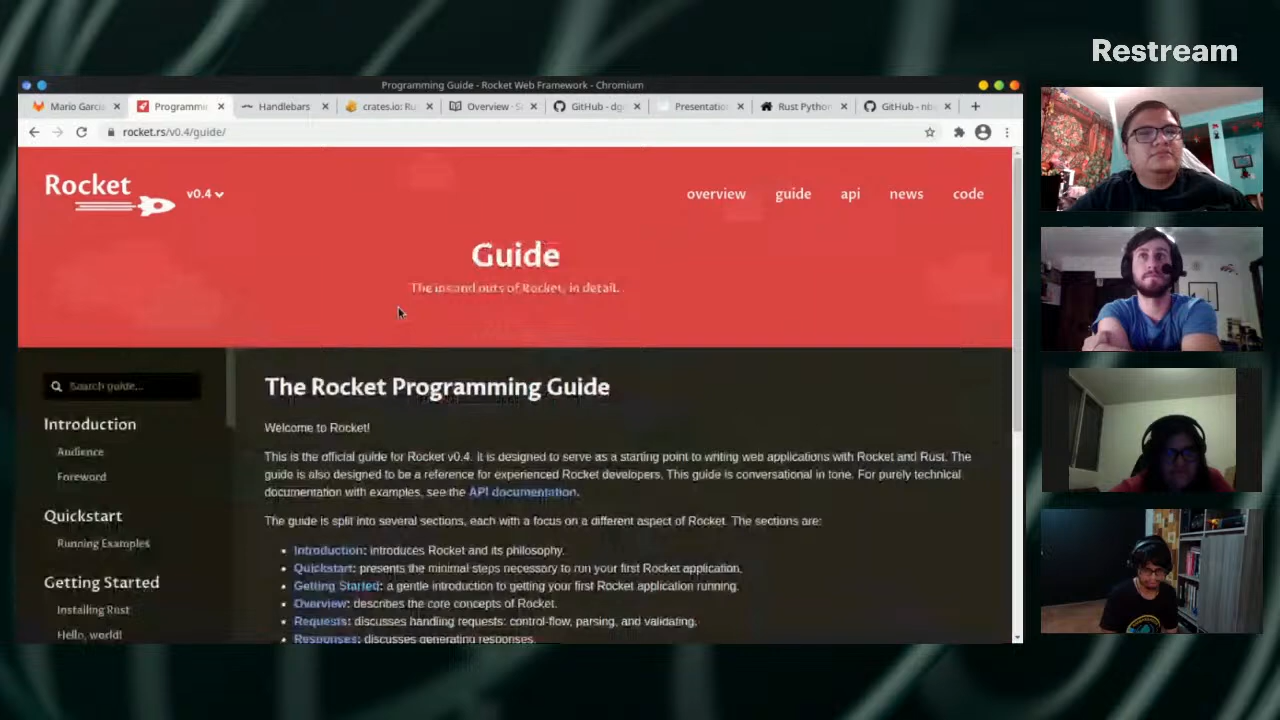 Restream
Programming Guide - Rocket Web Framework - Chromium
Mario Garcia
Programmin
Handlebars
crates.io: Ru
Overview · S
GitHub - dg
Presentation
Rust Python
GitHub - nb
rocket.rs/v0.4/guide/
Rocket
v0.4
overview guide api news code
Guide
The ins and outs of Rocket, in detail.
Search guide...
Introduction
Audience
Foreword
Quickstart
Running Examples
Getting Started
Installing Rust
Hello, world!
The Rocket Programming Guide
Welcome to Rocket!
This is the official guide for Rocket v0.4. It is designed to serve as a starting point to writing web applications with Rocket and Rust. The
guide is also designed to be a reference for experienced Rocket developers. This guide is conversational in tone. For purely technical
documentation with examples, see the API documentation.
The guide is split into several sections, each with a focus on a different aspect of Rocket. The sections are:
Introduction: introduces Rocket and its philosophy.
Quickstart: presents the minimal steps necessary to run your first Rocket application.
Getting Started: a gentle introduction to getting your first Rocket application running.
Overview: describes the core concepts of Rocket.
Requests: discusses handling requests: control-flow, parsing, and validating.
Responses: discusses generating responses.